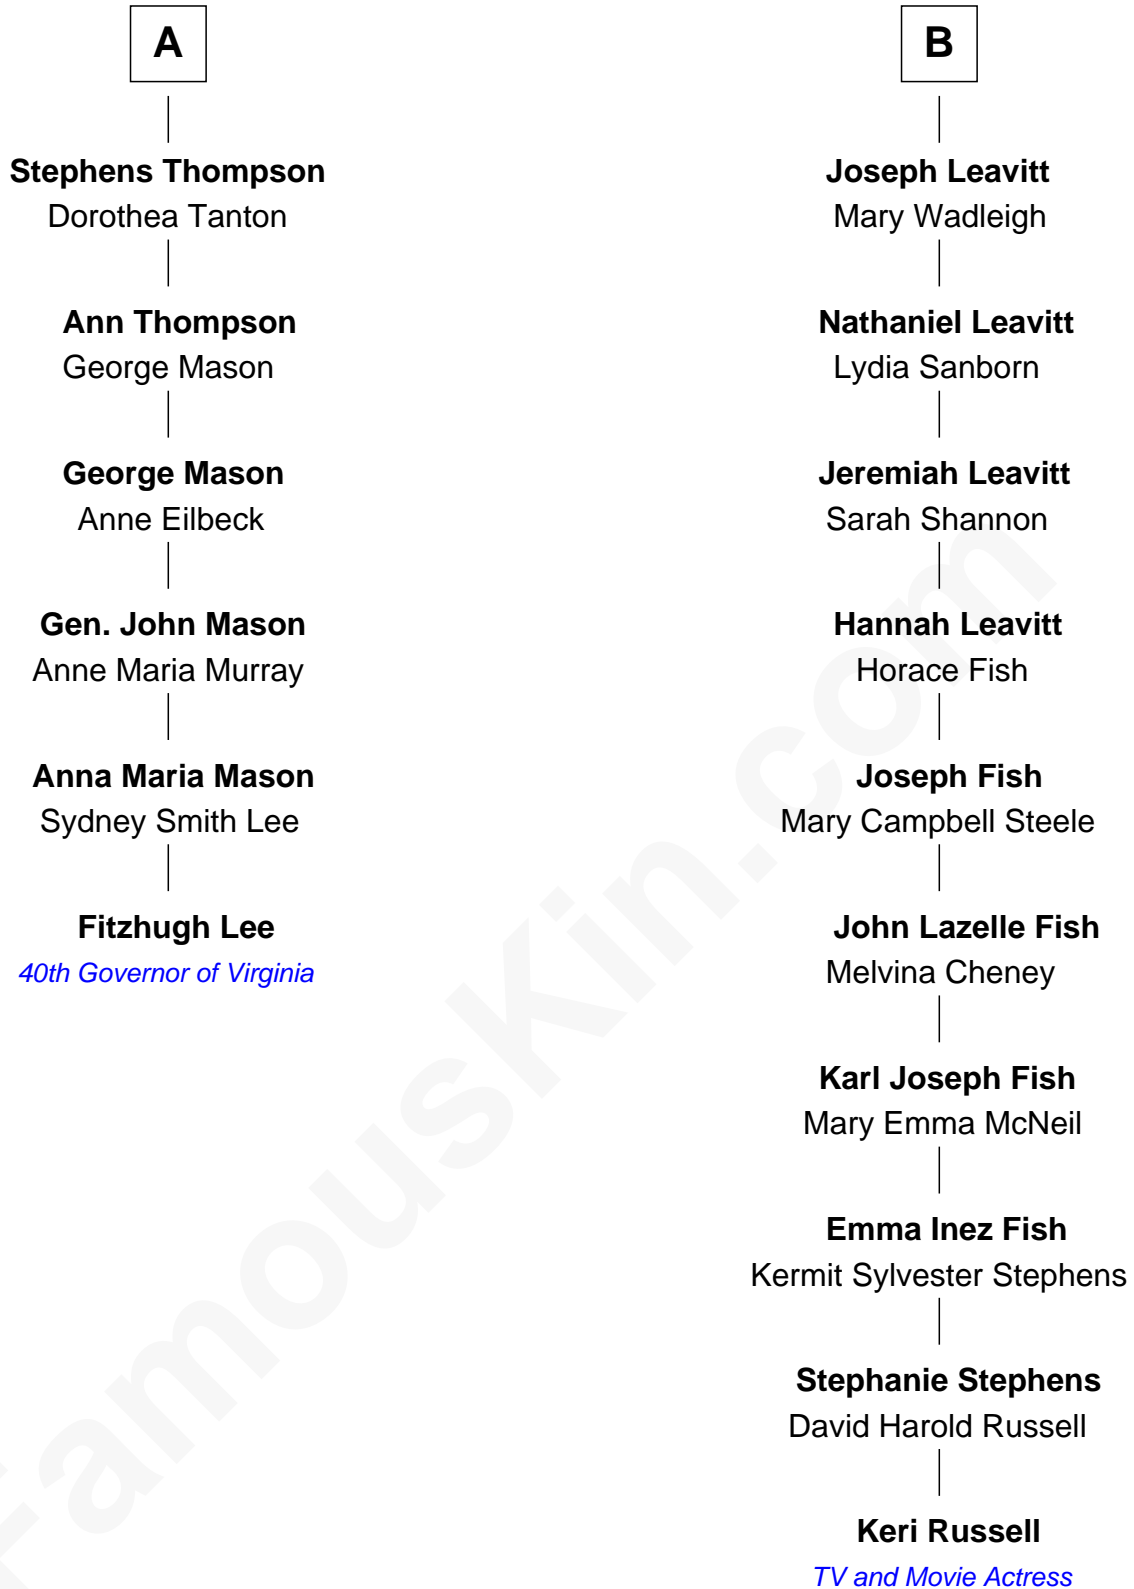 A
Stephens Thompson
Dorothea Tanton
Ann Thompson
George Mason
George Mason
Anne Eilbeck
Gen. John Mason
Anne Maria Murray
Anna Maria Mason
Sydney Smith Lee
Fitzhugh Lee
40th Governor of Virginia
B
Joseph Leavitt
Mary Wadleigh
Nathaniel Leavitt
Lydia Sanborn
Jeremiah Leavitt
Sarah Shannon
Hannah Leavitt
Horace Fish
Joseph Fish
Mary Campbell Steele
John Lazelle Fish
Melvina Cheney
Karl Joseph Fish
Mary Emma McNeil
Emma Inez Fish
Kermit Sylvester Stephens
Stephanie Stephens
David Harold Russell
Keri Russell
TV and Movie Actress
FamousKin.com